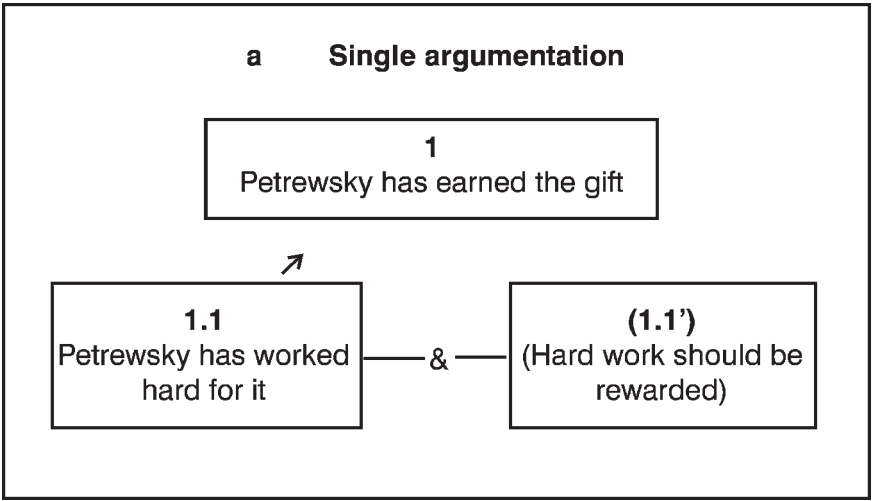 a Single argumentation
1
Petrewsky has earned the gift
1.1
Petrewsky has worked
hard for it
&
(1.1’)
(Hard work should be
rewarded)